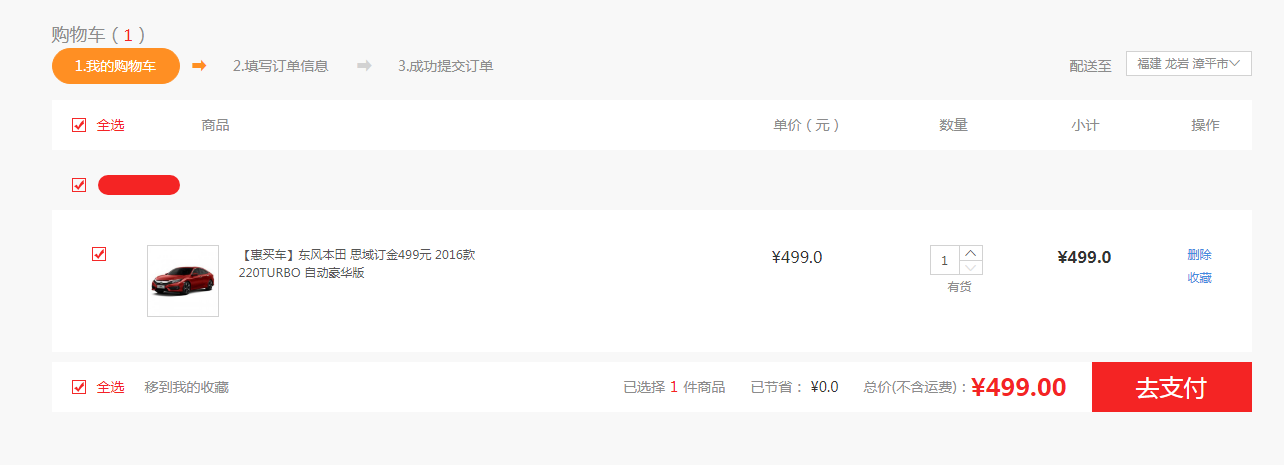 购物车（1）
1.我的购物车 2.填写订单信息 3.成功提交订单 配送至 福建 龙岩 漳平市
全选 商品 单价（元） 数量 小计 操作
【惠买车】东风本田 思域订金499元 2016款
220TURBO 自动豪华版
¥499.0 1 ¥499.0 删除
有货 收藏
全选 移到我的收藏 已选择 1 件商品 已节省： ¥0.0 总价(不含运费)：¥499.00 去支付